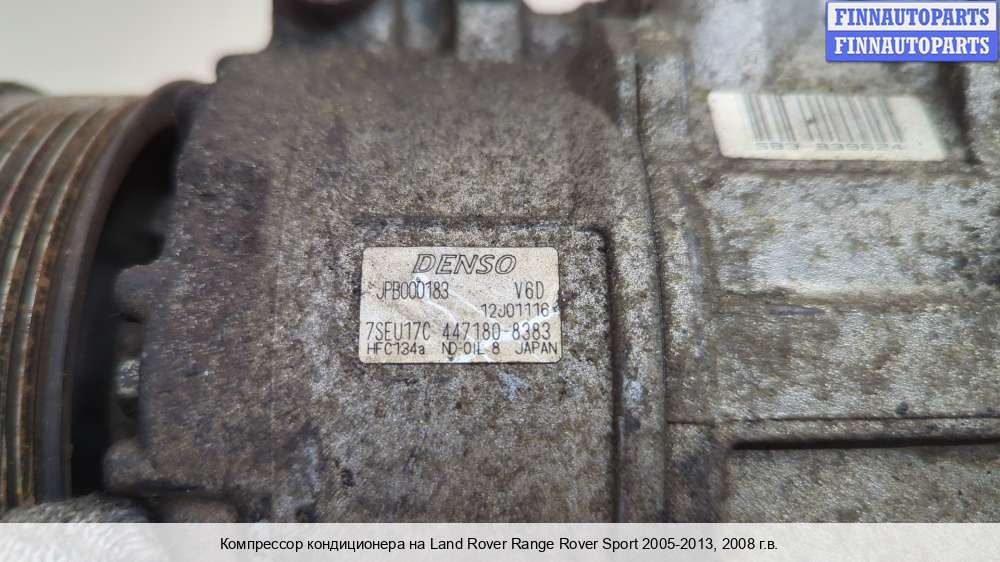 FINNAUTOPARTS
FINNAUTOPARTS
DENSO
JPB000183 V6D
12J01116
7SEU17C 447180-8383
HFC134a ND-OIL 8 JAPAN
Компрессор кондиционера на Land Rover Range Rover Sport 2005-2013, 2008 г.в.